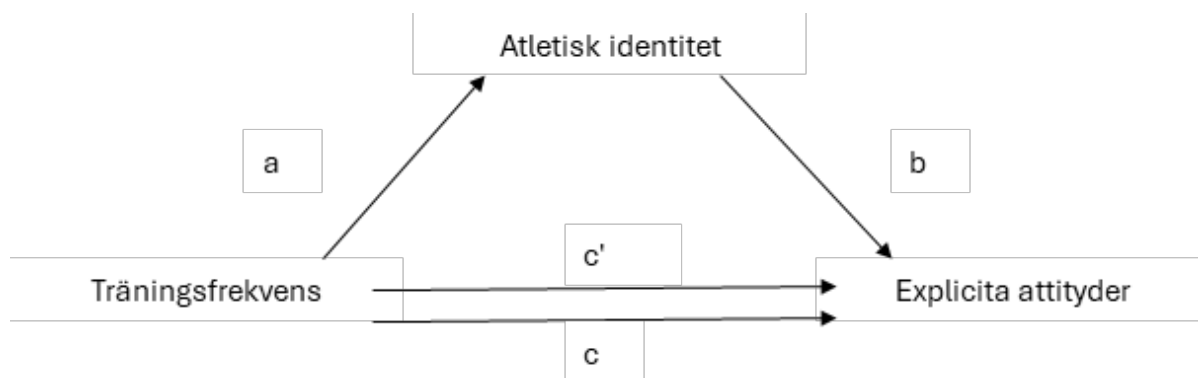 Atletisk identitet
a
b
c'
Träningsfrekvens
Explicita attityder
c